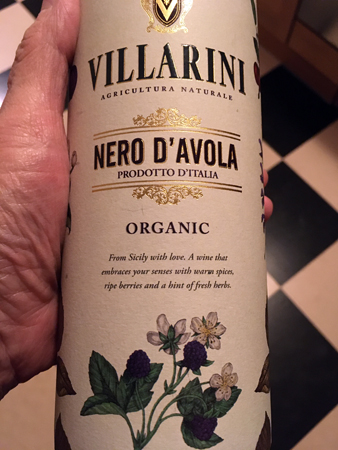 V
VILLARINI
AGRICULTURA NATURALE
NERO D'AVOLA
PRODOTTO D'ITALIA
ORGANIC
From Sicily with love. A wine that
embraces your senses with warm spices,
ripe berries and a hint of fresh herbs.